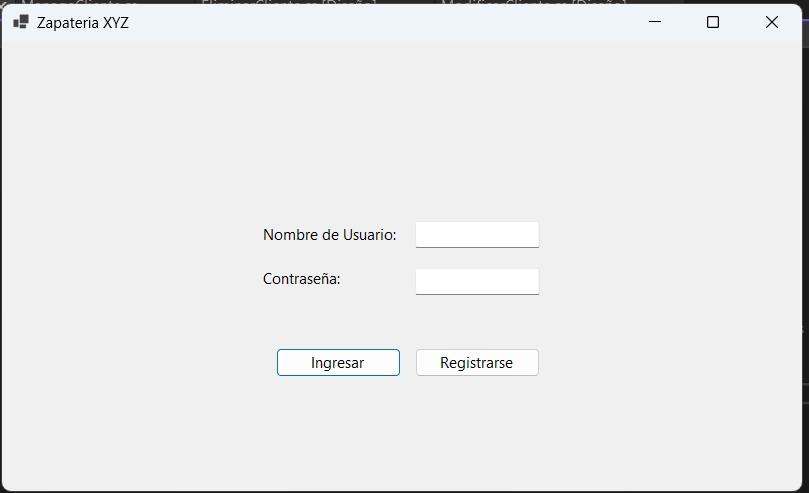 Zapateria XYZ
Nombre de Usuario:
Contraseña:
Ingresar
Registrarse